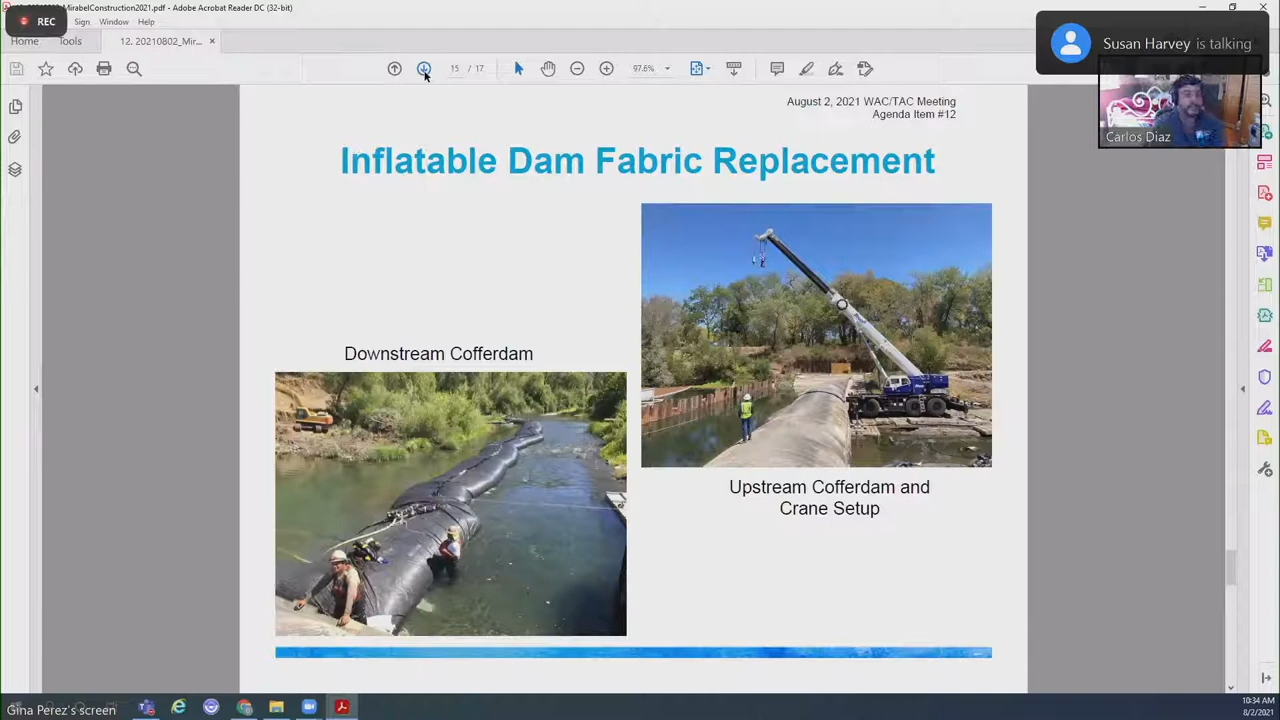 12. 20210802_MirabelConstruction2021.pdf - Adobe Acrobat Reader DC (32-bit)
REC
Sign Window Help
Home Tools 12. 20210802_Mir... ×
15 / 17 97.6%
Susan Harvey is talking
Carlos Diaz
August 2, 2021 WAC/TAC Meeting
Agenda Item #12
Inflatable Dam Fabric Replacement
Downstream Cofferdam
Upstream Cofferdam and
Crane Setup
Gina Perez's screen
10:34 AM
8/2/2021